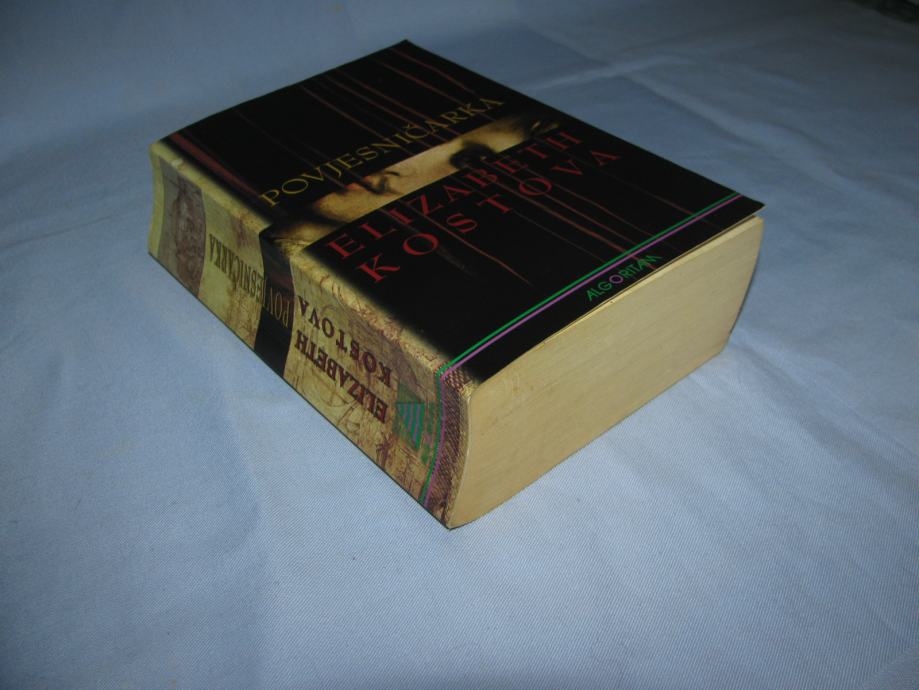 POVJESNIČARKA
ELIZABETH
KOSTOVA
ALGORITAM
ELIZABETH
KOSTOVA
POVJESNIČARKA